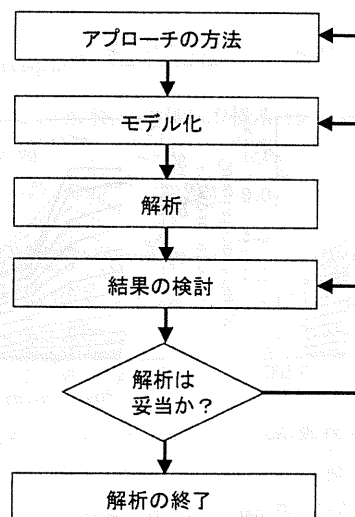 アプローチの方法
モデル化
解析
結果の検討
解析は
妥当か？
解析の終了